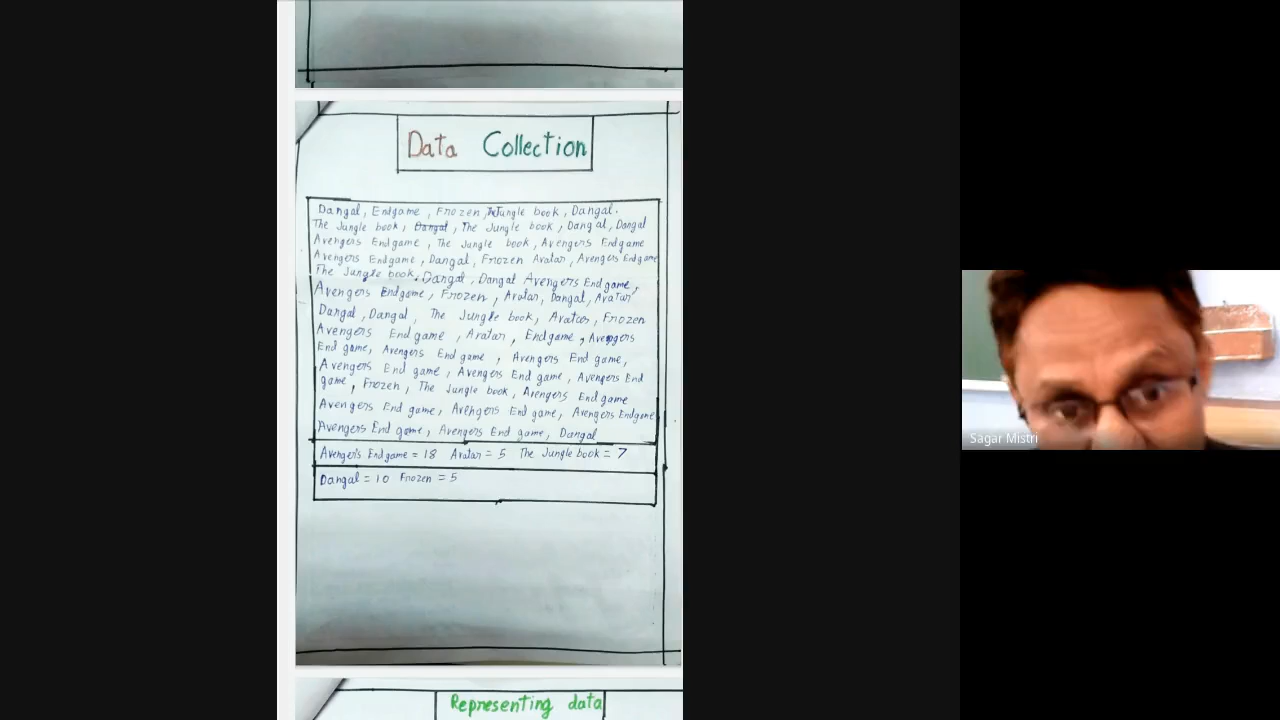 Data Collection
Dangal, Endgame, Frozen, The Jungle book, Dangal.
The Jungle book, Dangal, The Jungle book, Dangal, Dangal
Avengers Endgame, The Jungle book, Avengers Endgame
Avengers Endgame, Dangal, Frozen Avatar, Avengers Endgame
The Jungle book, Dangal, Dangal Avengers Endgame,
Avengers Endgame, Frozen, Avatar, Dangal, Avatar
Dangal, Dangal, The Jungle book, Avatar, Frozen
Avengers End game, Avatar, Endgame, Avengers
End game, Avengers End game, Avengers End game,
Avengers End game, Avengers End game, Avengers End
game, Frozen, The Jungle book, Avengers End game
Avengers End game, Avengers End game, Avengers Endgame
Avengers End game, Avengers End game, Dangal
Avengers End game = 18 Avatar = 5 The Jungle book = 7
Dangal = 10 Frozen = 5
Representing data
Sagar Mistri